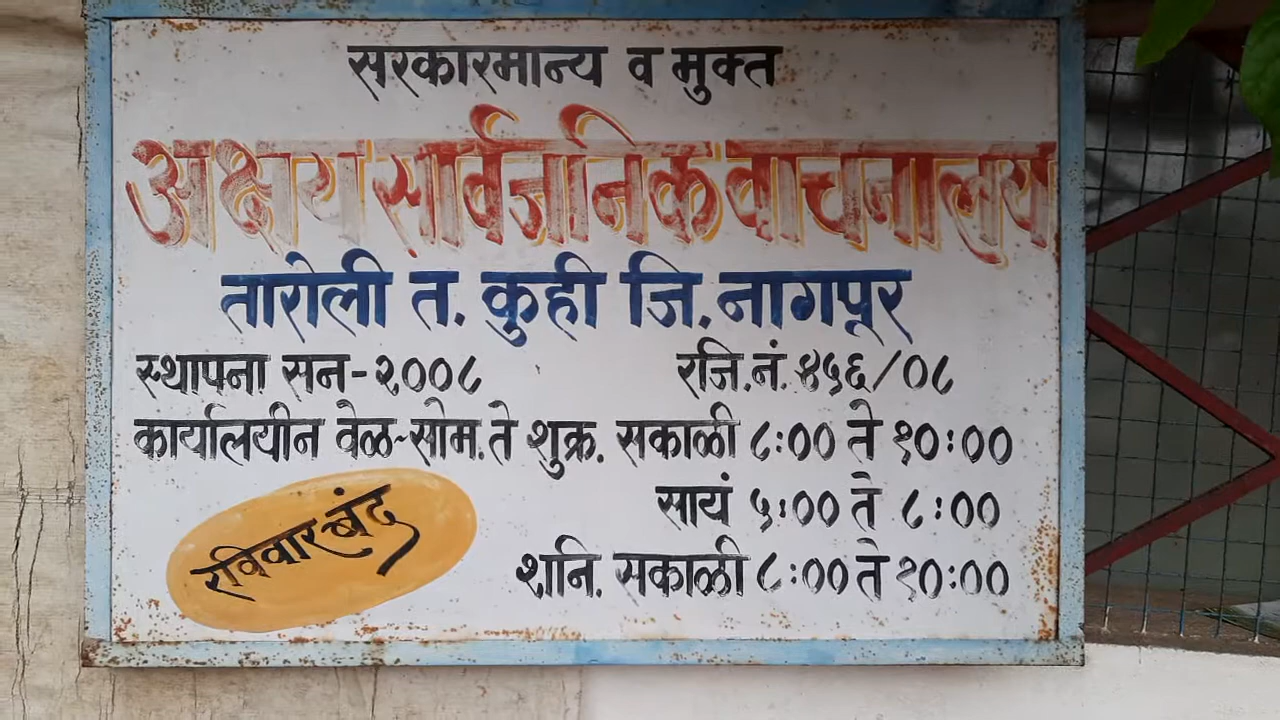 सरकारमान्य व मुक्त
अक्षय सार्वजनिक वाचनालय
तारोली त. कुही जि. नागपूर
स्थापना सन-२००८ रजि.नं. ४५६/०८
कार्यालयीन वेळ-सोम.ते शुक्र. सकाळी ८:०० ते १०:००
सायं ५:०० ते ८:००
शनि. सकाळी ८:०० ते १०:००
रविवार बंद